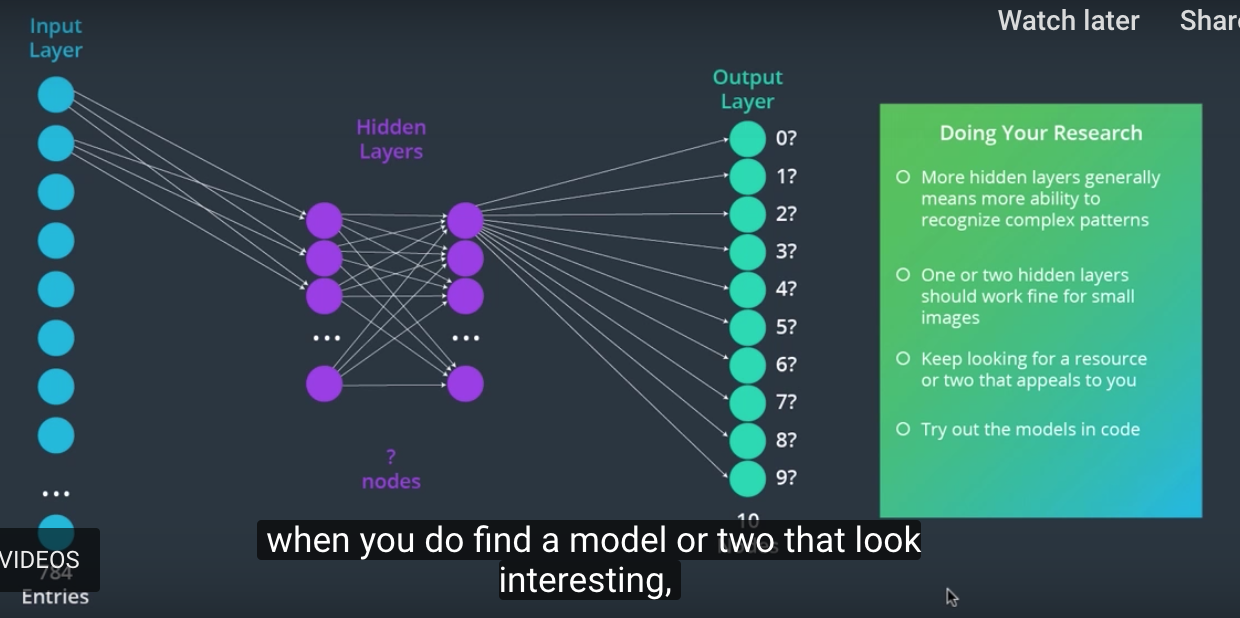 Watch later
Share
Input
Layer
Hidden
Layers
?
nodes
Output
Layer
0?
1?
2?
3?
4?
5?
6?
7?
8?
9?
10
Doing Your Research
More hidden layers generally
means more ability to
recognize complex patterns
One or two hidden layers
should work fine for small
images
Keep looking for a resource
or two that appeals to you
Try out the models in code
when you do find a model or two that look
interesting,
VIDEOS
784
Entries